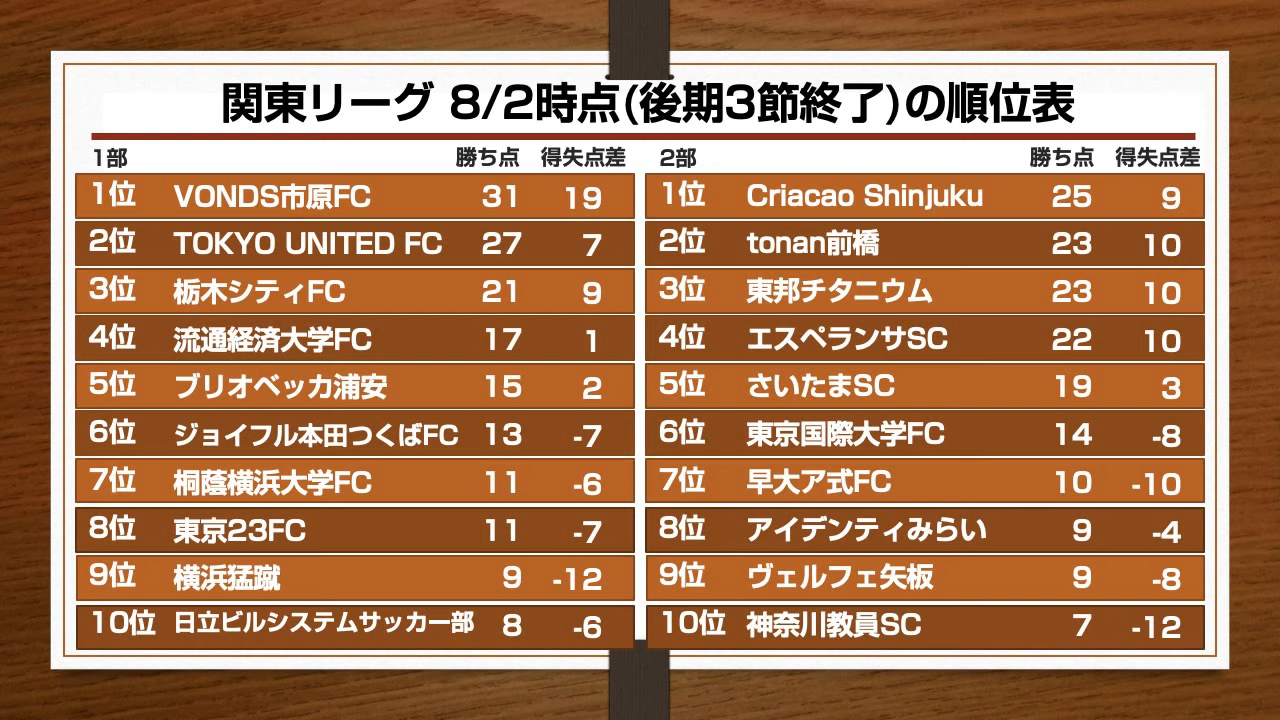 関東リーグ 8/2時点(後期3節終了)の順位表
1部 勝ち点 得失点差
1位 VONDS市原FC 31 19
2位 TOKYO UNITED FC 27 7
3位 栃木シティFC 21 9
4位 流通経済大学FC 17 1
5位 ブリオベッカ浦安 15 2
6位 ジョイフル本田つくばFC 13 -7
7位 桐蔭横浜大学FC 11 -6
8位 東京23FC 11 -7
9位 横浜猛蹴 9 -12
10位 日立ビルシステムサッカー部 8 -6
2部 勝ち点 得失点差
1位 Criacao Shinjuku 25 9
2位 tonan前橋 23 10
3位 東邦チタニウム 23 10
4位 エスペランサSC 22 10
5位 さいたまSC 19 3
6位 東京国際大学FC 14 -8
7位 早大ア式FC 10 -10
8位 アイデンティみらい 9 -4
9位 ヴェルフェ矢板 9 -8
10位 神奈川教員SC 7 -12